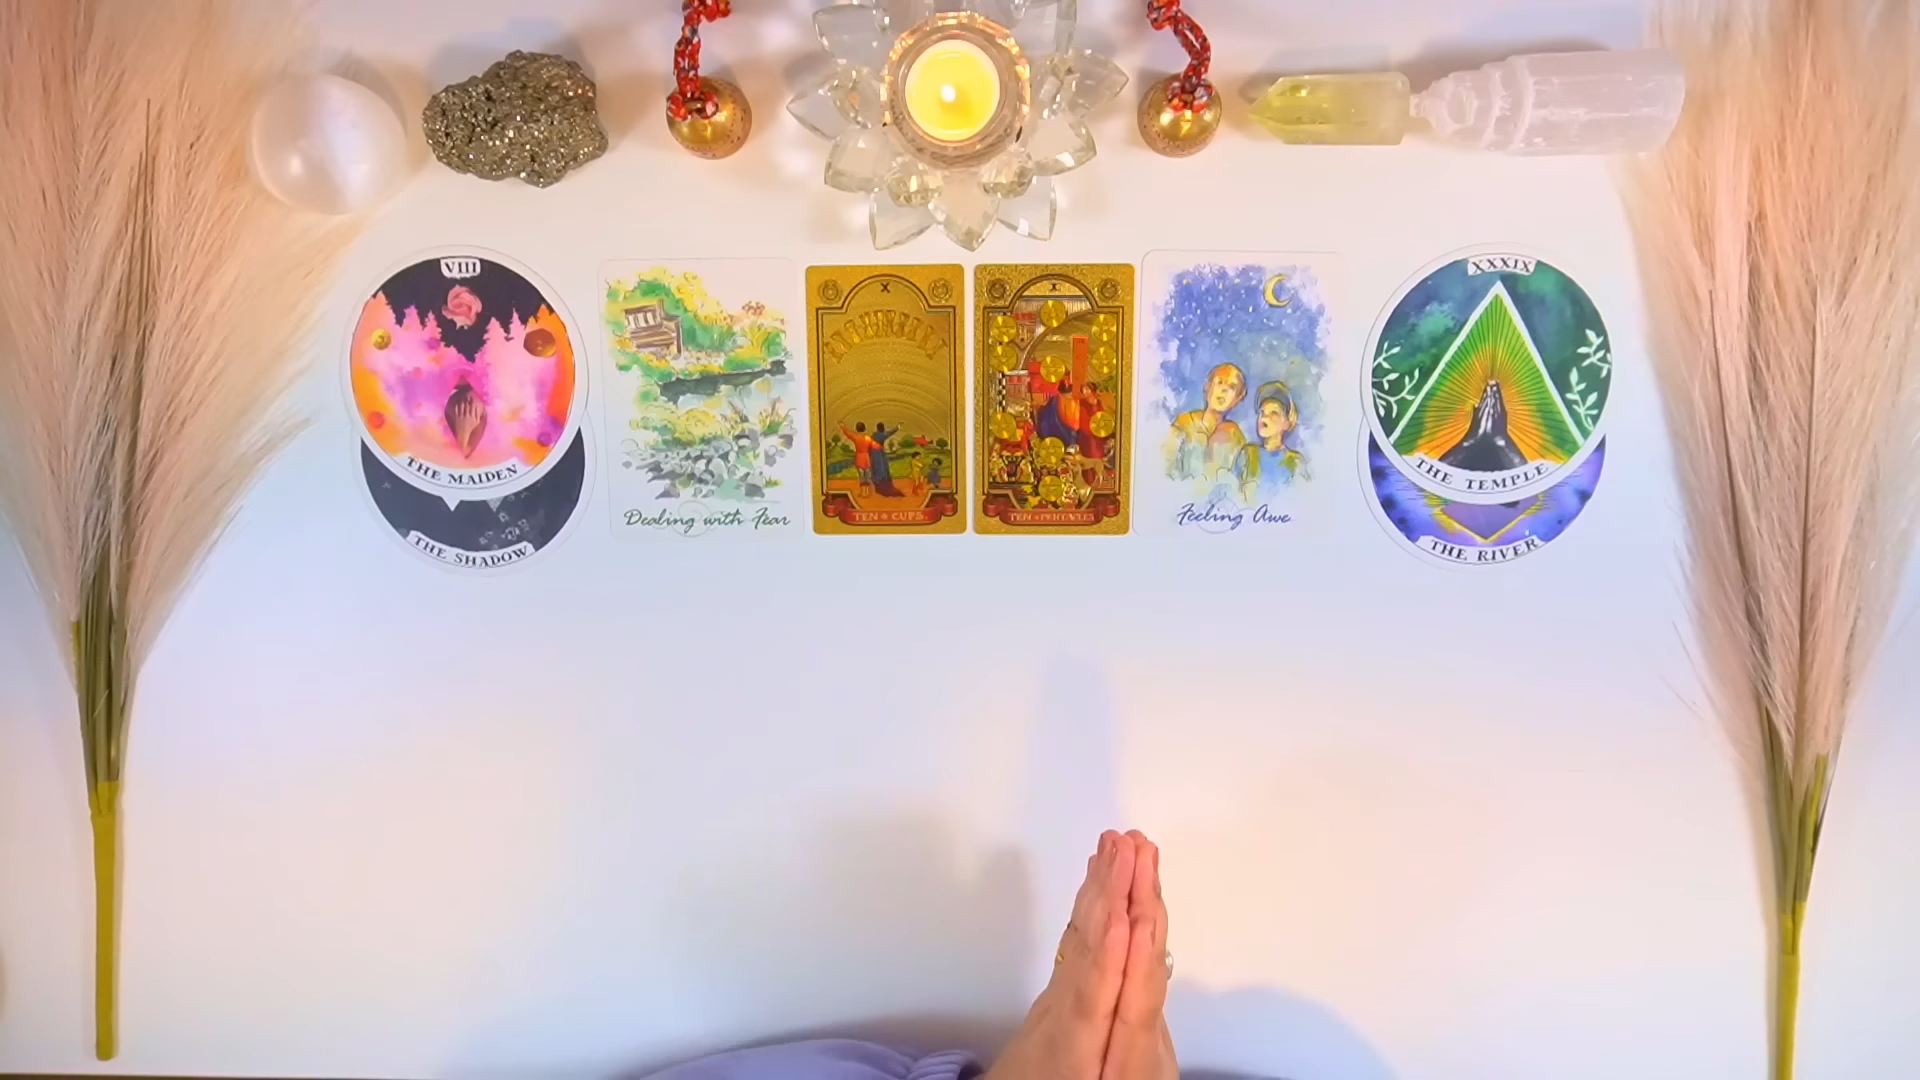 VIII
THE MAIDEN
THE SHADOW
Dealing with Fear
X
TEN of CUPS.
X
TEN of PENTACLES
Feeling Awe
XXXIX
THE TEMPLE
THE RIVER